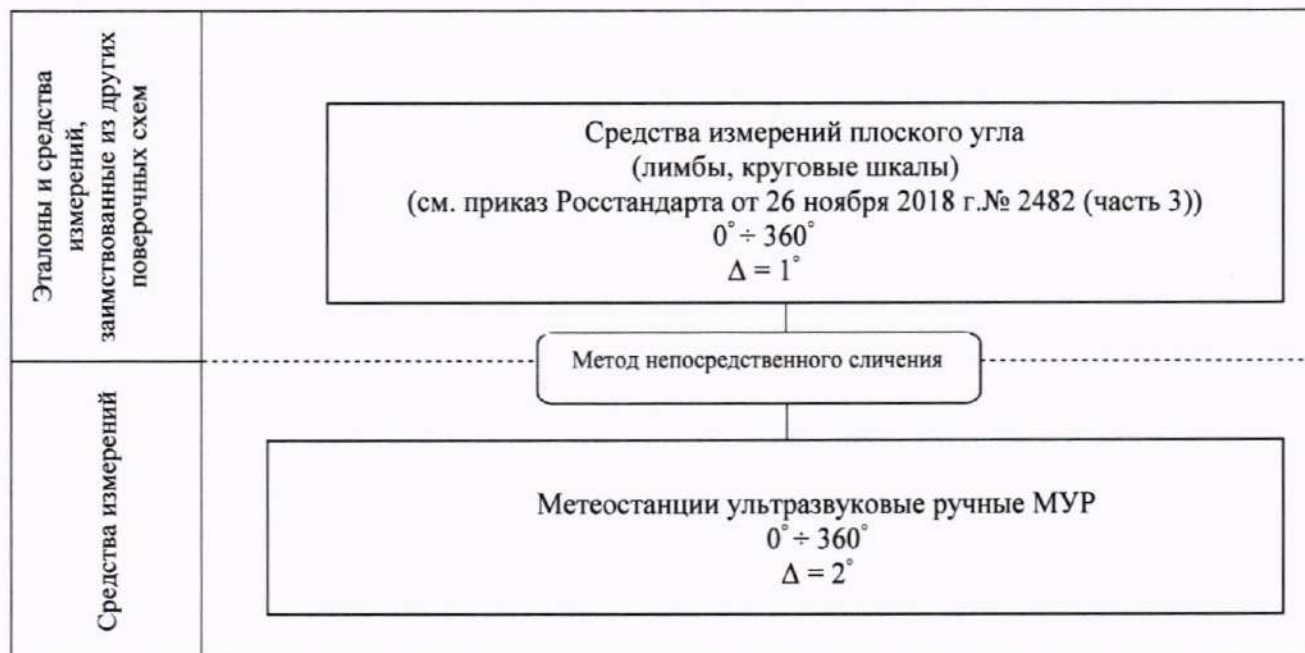 Эталоны и средства
измерений,
заимствованные из других
поверочных схем
Средства измерений плоского угла
(лимбы, круговые шкалы)
(см. приказ Росстандарта от 26 ноября 2018 г.№ 2482 (часть 3))
0° ÷ 360°
Δ = 1°
Метод непосредственного сличения
Средства измерений
Метеостанции ультразвуковые ручные МУР
0° ÷ 360°
Δ = 2°